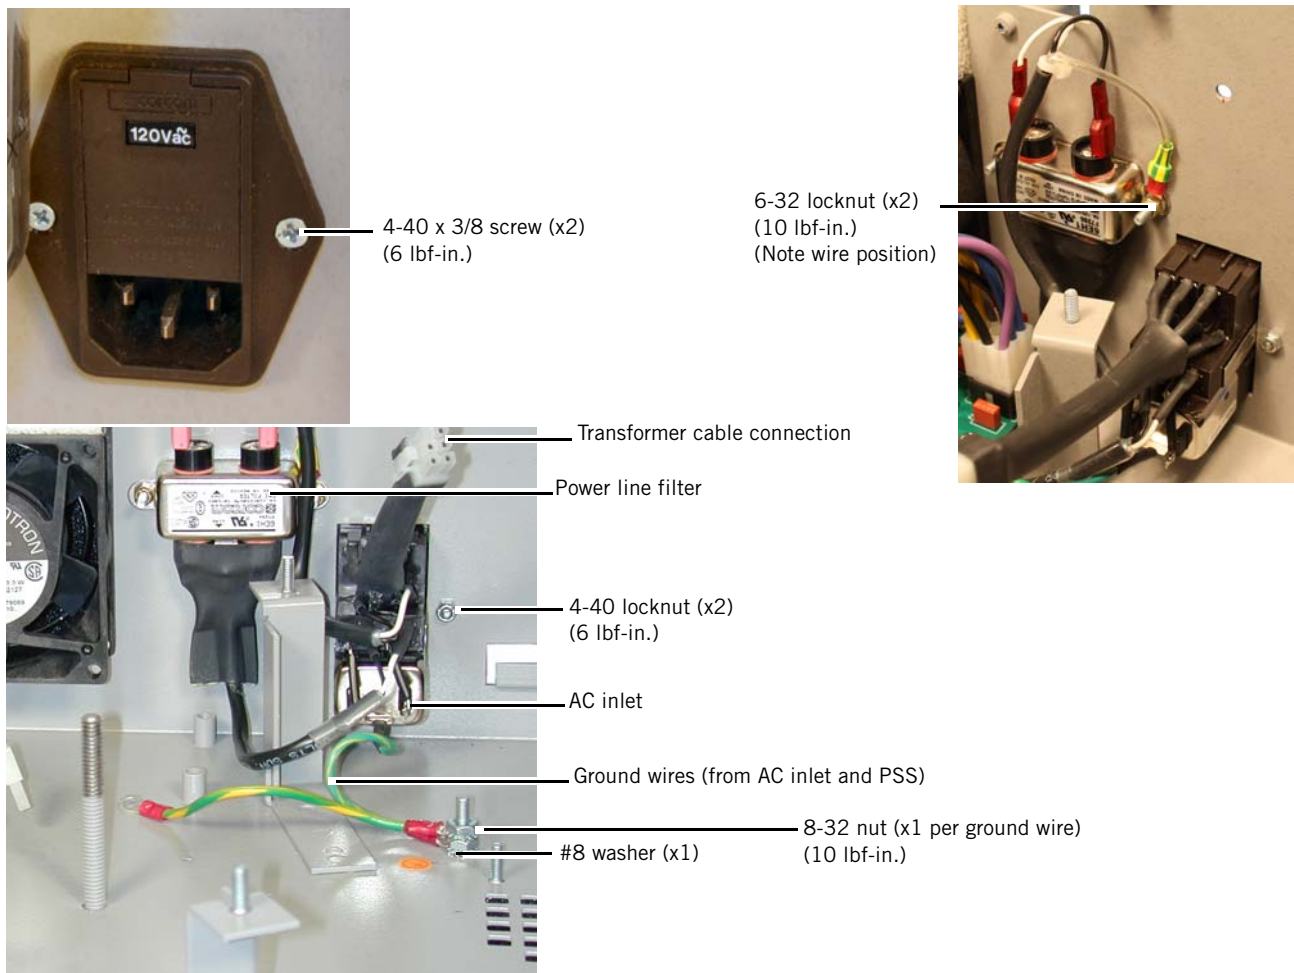 corcom
120Vac
4-40 x 3/8 screw (x2)
(6 lbf-in.)
6-32 locknut (x2)
(10 lbf-in.)
(Note wire position)
Transformer cable connection
Power line filter
4-40 locknut (x2)
(6 lbf-in.)
AC inlet
Ground wires (from AC inlet and PSS)
8-32 nut (x1 per ground wire)
(10 lbf-in.)
#8 washer (x1)